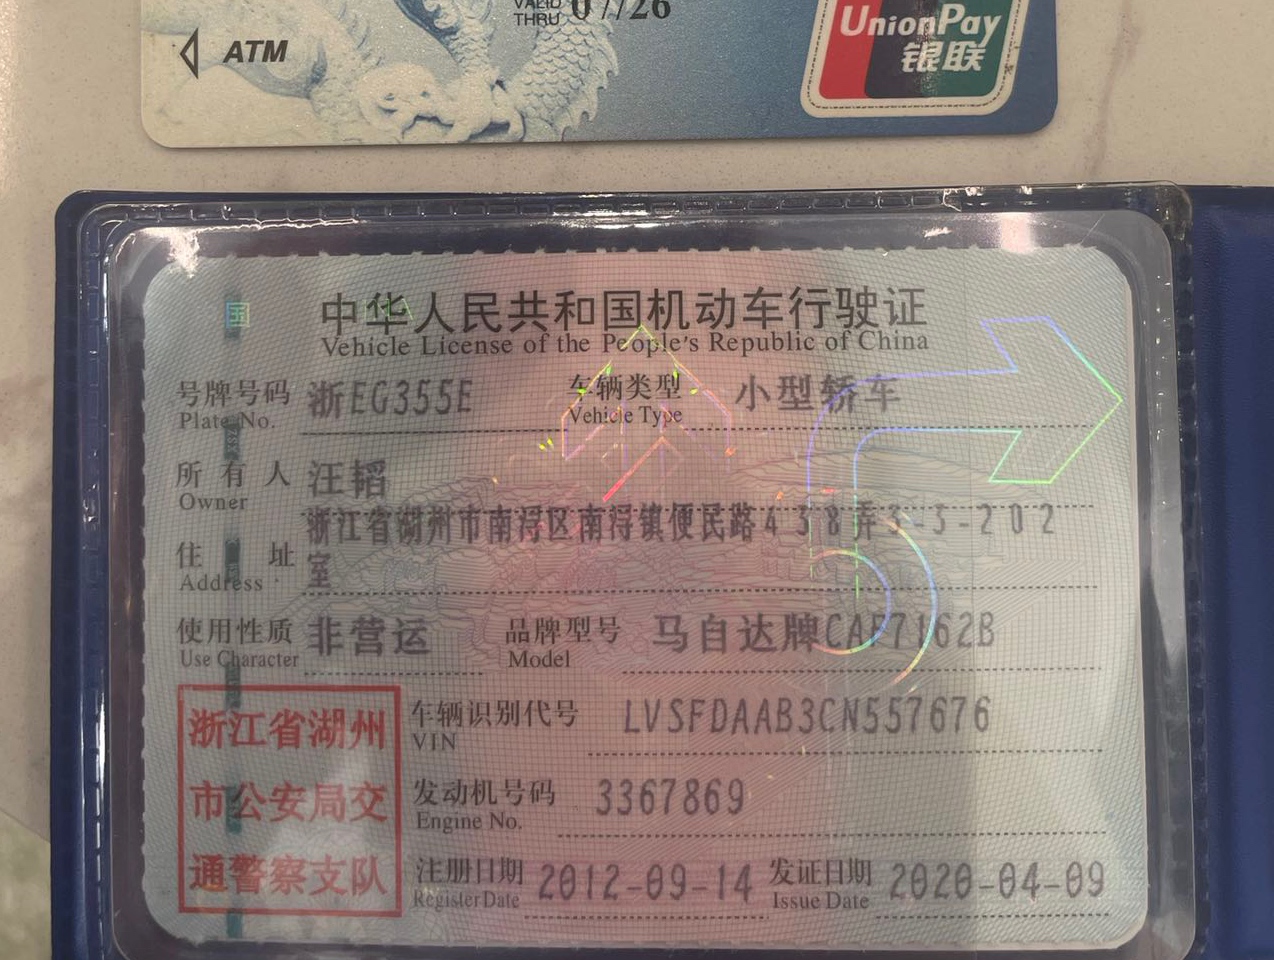 VALID
THRU 07/26
ATM
UnionPay
银联
中华人民共和国机动车行驶证
Vehicle License of the People's Republic of China
号牌号码 浙EG355E 车辆类型 小型轿车
Plate No. Vehicle Type
所有人 汪韬
Owner
浙江省湖州市南浔区南浔镇便民路438弄3-3-202
住址 室
Address
使用性质 非营运 品牌型号 马自达牌CAF7162B
Use Character Model
浙江省湖州
市公安局交
通警察支队
车辆识别代号 LVSFDAAB3CN557676
VIN
发动机号码 3367869
Engine No.
注册日期 2012-09-14 发证日期 2020-04-09
Register Date Issue Date